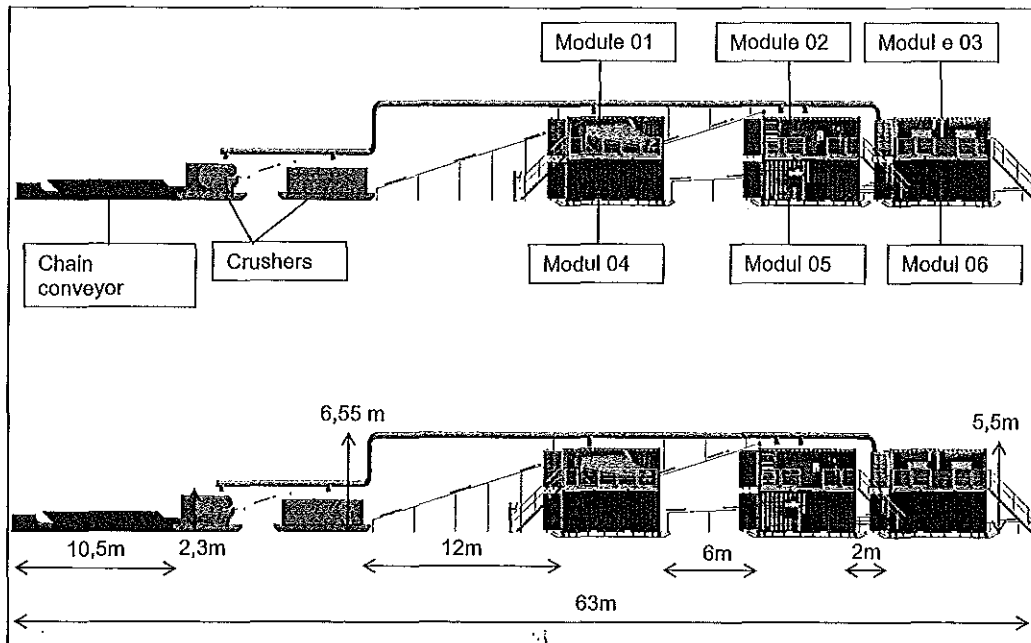 Module 01
Module 02
Modul e 03
Chain
conveyor
Crushers
Modul 04
Modul 05
Modul 06
6,55 m
5,5m
10,5m
2,3m
12m
6m
2m
63m